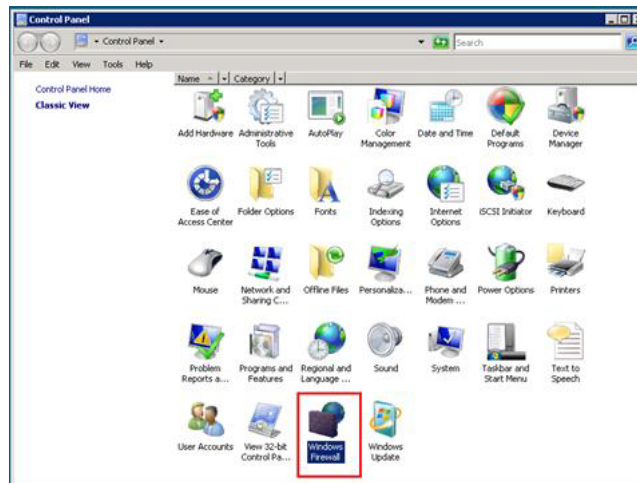 Control Panel
Control Panel
Search
File Edit View Tools Help
Name Category
Control Panel Home
Classic View
Add Hardware
Administrative Tools
AutoPlay
Color Management
Date and Time
Default Programs
Device Manager
Ease of Access Center
Folder Options
Fonts
Indexing Options
Internet Options
iSCSI Initiator
Keyboard
Mouse
Network and Sharing C...
Offline Files
Personaliza...
Phone and Modem ...
Power Options
Printers
Problem Reports a...
Programs and Features
Regional and Language ...
Sound
System
Taskbar and Start Menu
Text to Speech
User Accounts
View 32-bit Control Pa...
Windows Firewall
Windows Update